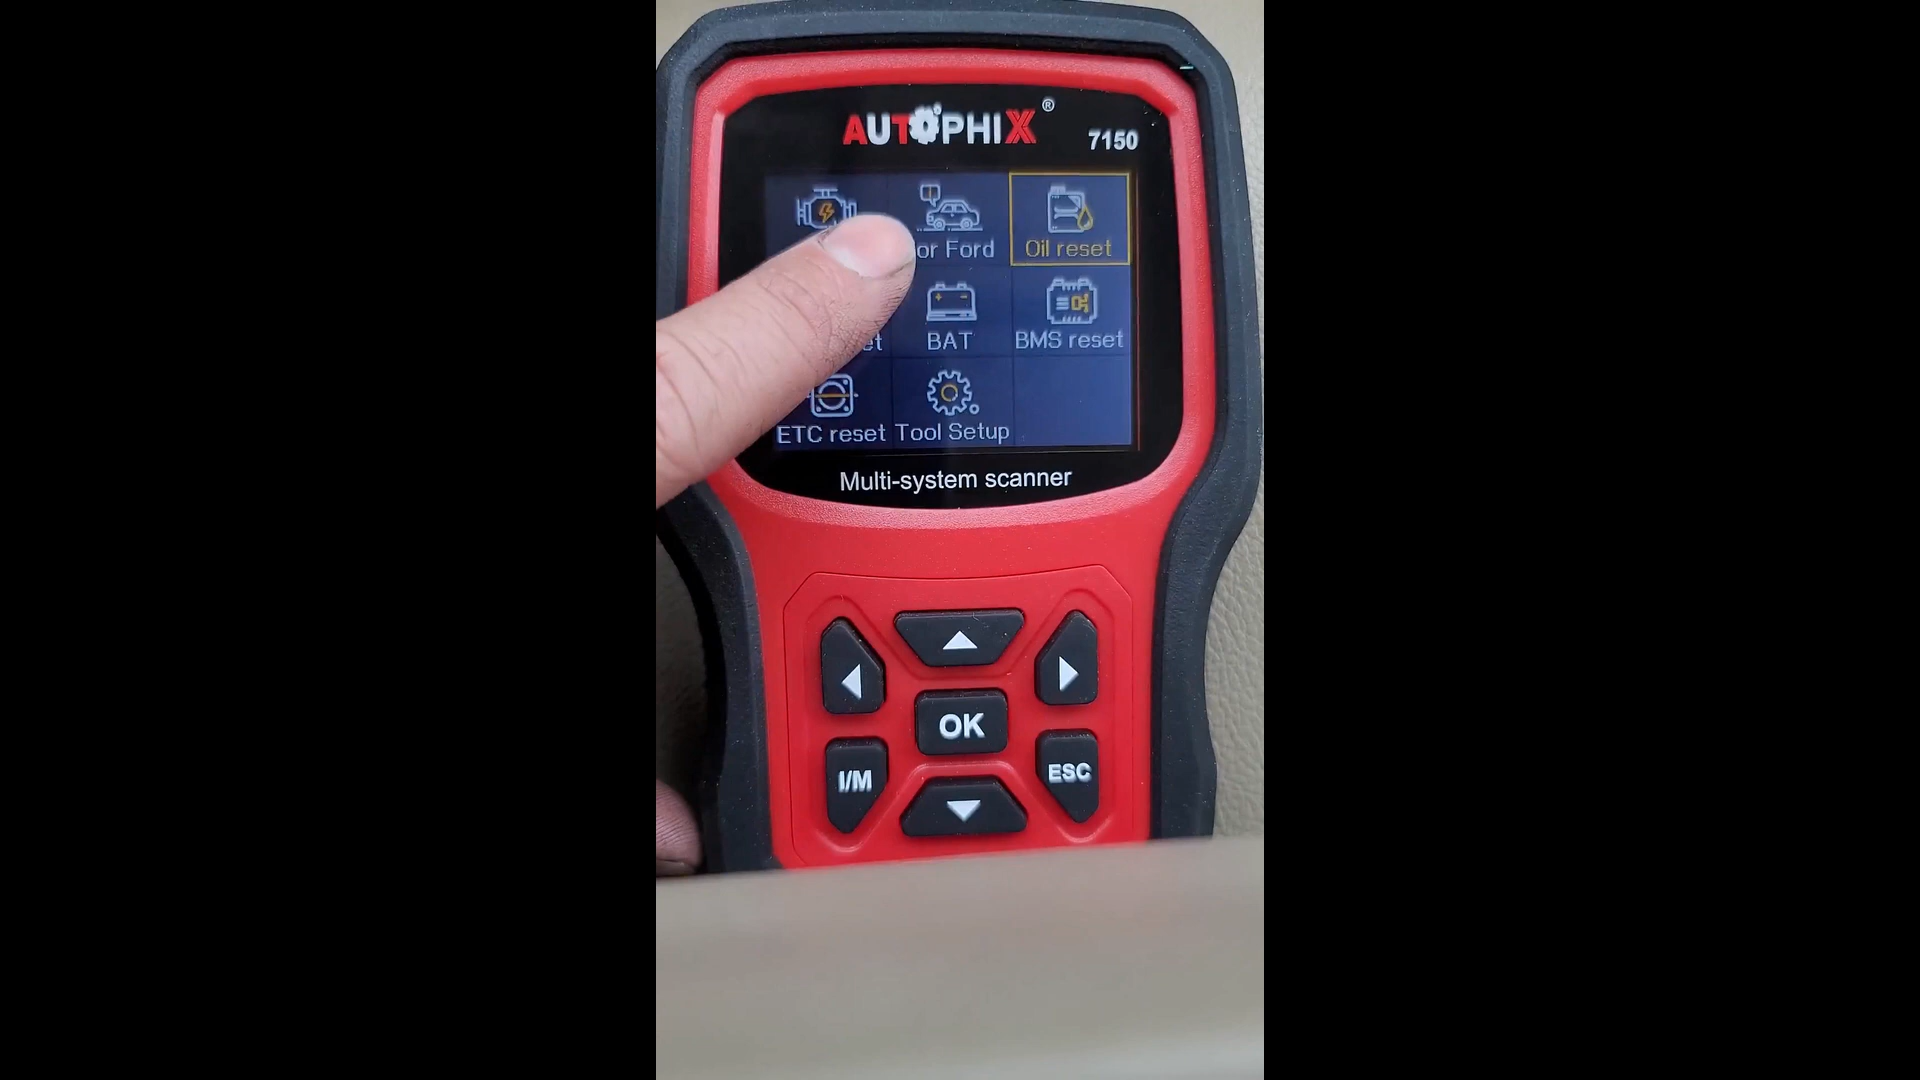 AUTOPHIX®
7150
or Ford
Oil reset
et
BAT
BMS reset
ETC reset
Tool Setup
Multi-system scanner
OK
I/M
ESC